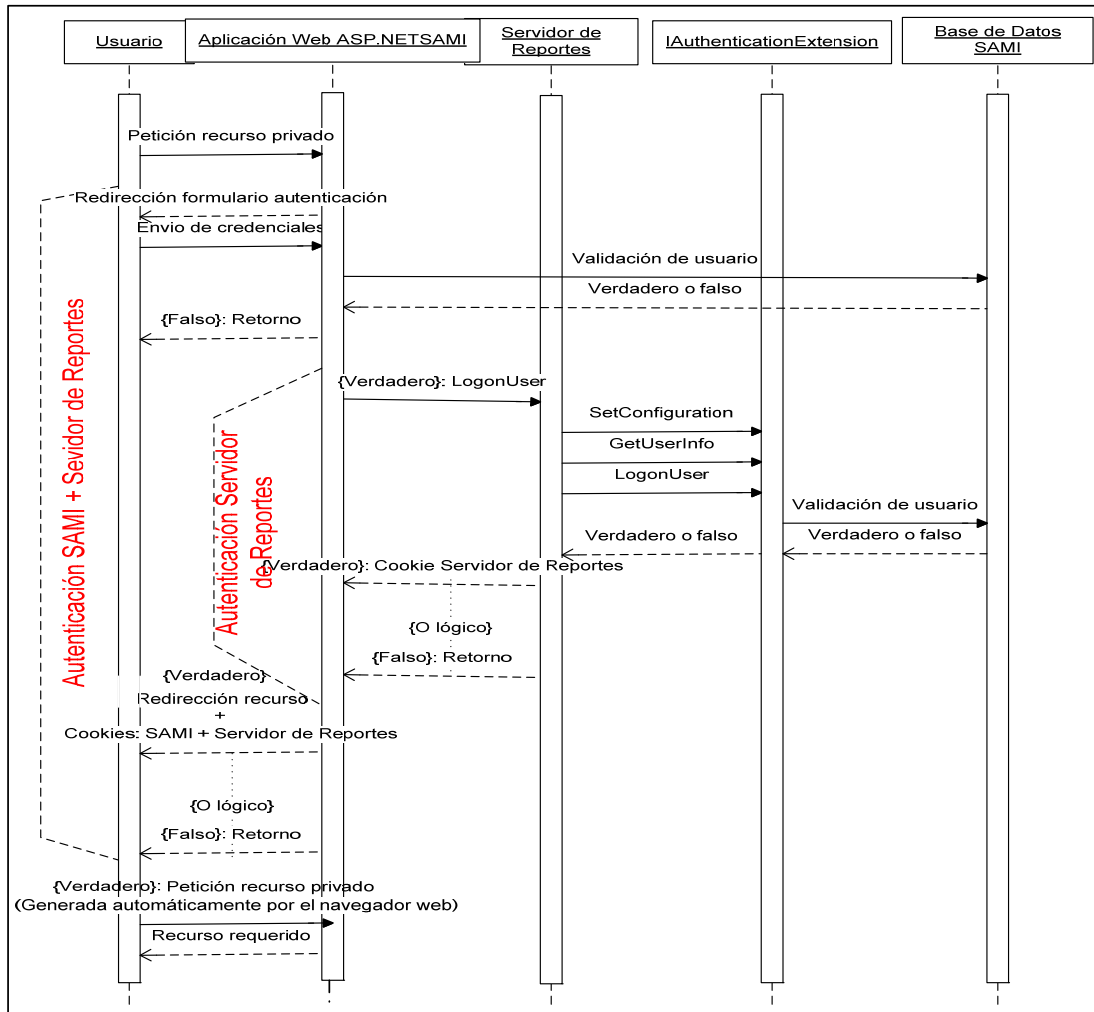 Usuario
Aplicación Web ASP.NETSAMI
Servidor de
Reportes
IAuthenticationExtension
Base de Datos
SAMI
Petición recurso privado
Redirección formulario autenticación
Envio de credenciales
Validación de usuario
Verdadero o falso
{Falso}: Retorno
{Verdadero}: LogonUser
SetConfiguration
GetUserInfo
LogonUser
Validación de usuario
Verdadero o falso
Verdadero o falso
{Verdadero}: Cookie Servidor de Reportes
{O lógico}
{Falso}: Retorno
Autenticación SAMI + Sevidor de Reportes
Autenticación Servidor
de Reportes
{Verdadero}
Redirección recurso
+
Cookies: SAMI + Servidor de Reportes
{O lógico}
{Falso}: Retorno
{Verdadero}: Petición recurso privado
(Generada automáticamente por el navegador web)
Recurso requerido